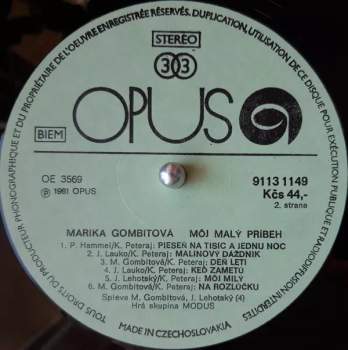 TOUS DROITS DU PRODUCTEUR PHONOGRAPHIQUE ET DU PROPRIÉTAIRE DE L'OEUVRE ENREGISTRÉE RÉSERVÉS. DUPLICATION, UTILISATION DE CE DISQUE POUR EXÉCUTION PUBLIQUE ET RADIODIFFUSION INTERDITES
STEREO
33
OPUS
BIEM
OE 3569
℗ 1981 OPUS
9113 1149
Kčs 44,-
2. strana
MARIKA GOMBITOVÁ MÔJ MALÝ PRÍBEH
1. P. Hammel/K. Peteraj: PIESEŇ NA TISÍC A JEDNU NOC
2. J. Lauko/K. Peteraj: MALINOVÝ DÁŽDNIK
3. M. Gombitová/K. Peteraj: DEŇ LETÍ
4. J. Lauko/K. Peteraj: KEĎ ZAMETÚ
5. J. Lehotský/K. Peteraj: MÔJ MILÝ
6. M. Gombitová/K. Peteraj: NA ROZLÚČKU
Spieva M. Gombitová, J. Lehotský (4)
Hrá skupina MODUS
MADE IN CZECHOSLOVAKIA